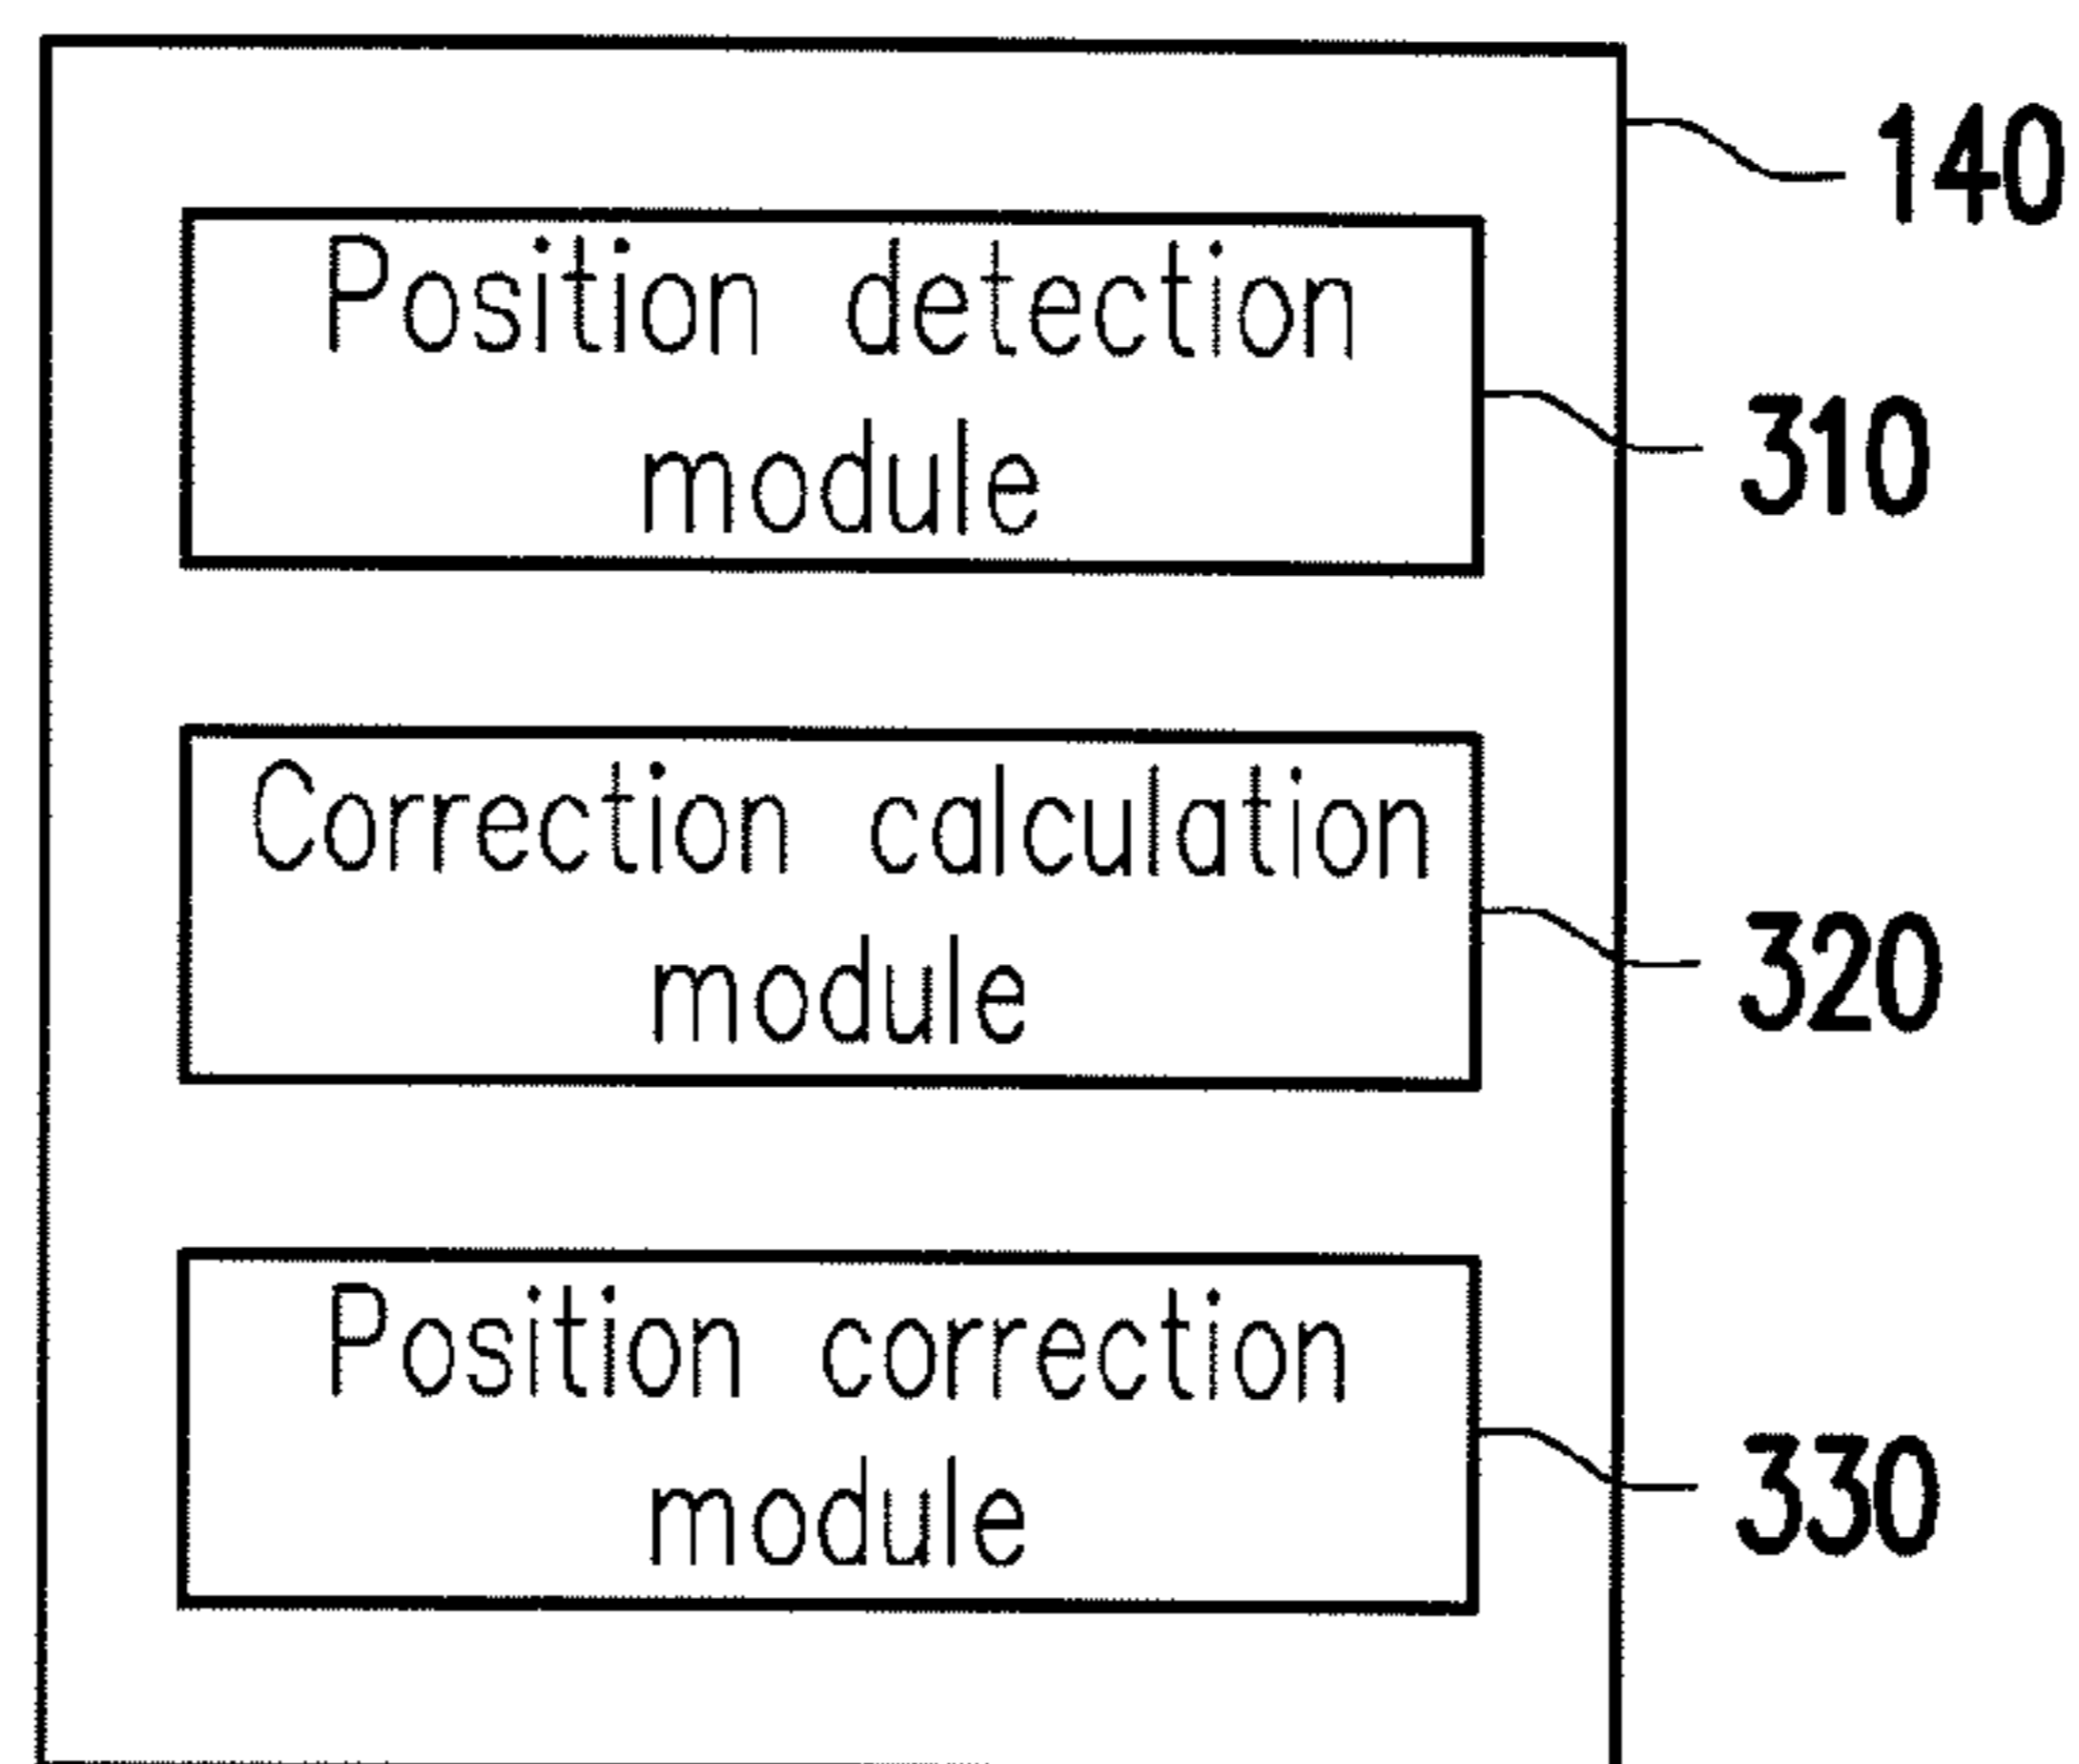 140
Position detection
module
310
Correction calculation
module
320
Position correction
module
330